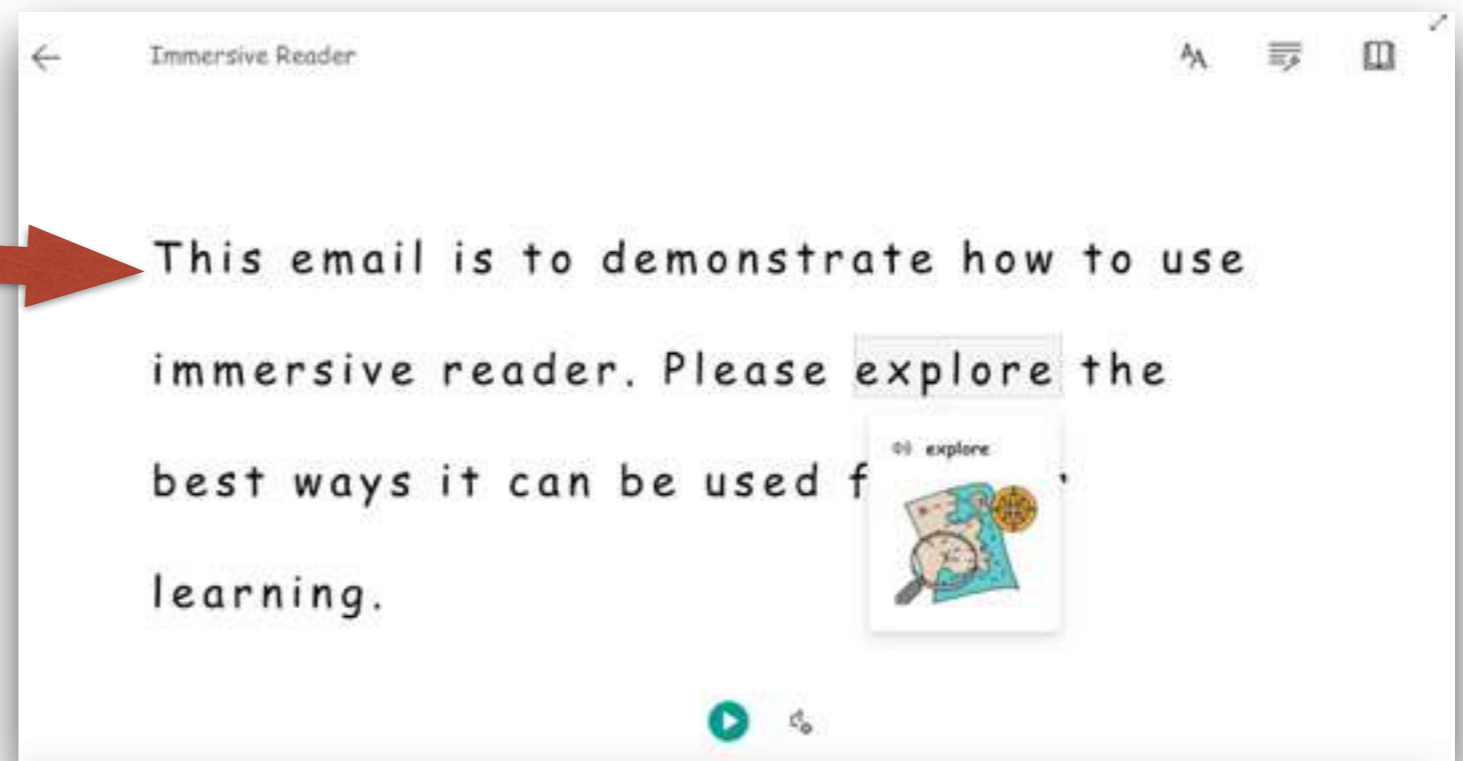 Immersive Reader
This email is to demonstrate how to use
immersive reader. Please explore the
explore
best ways it can be used f
learning.